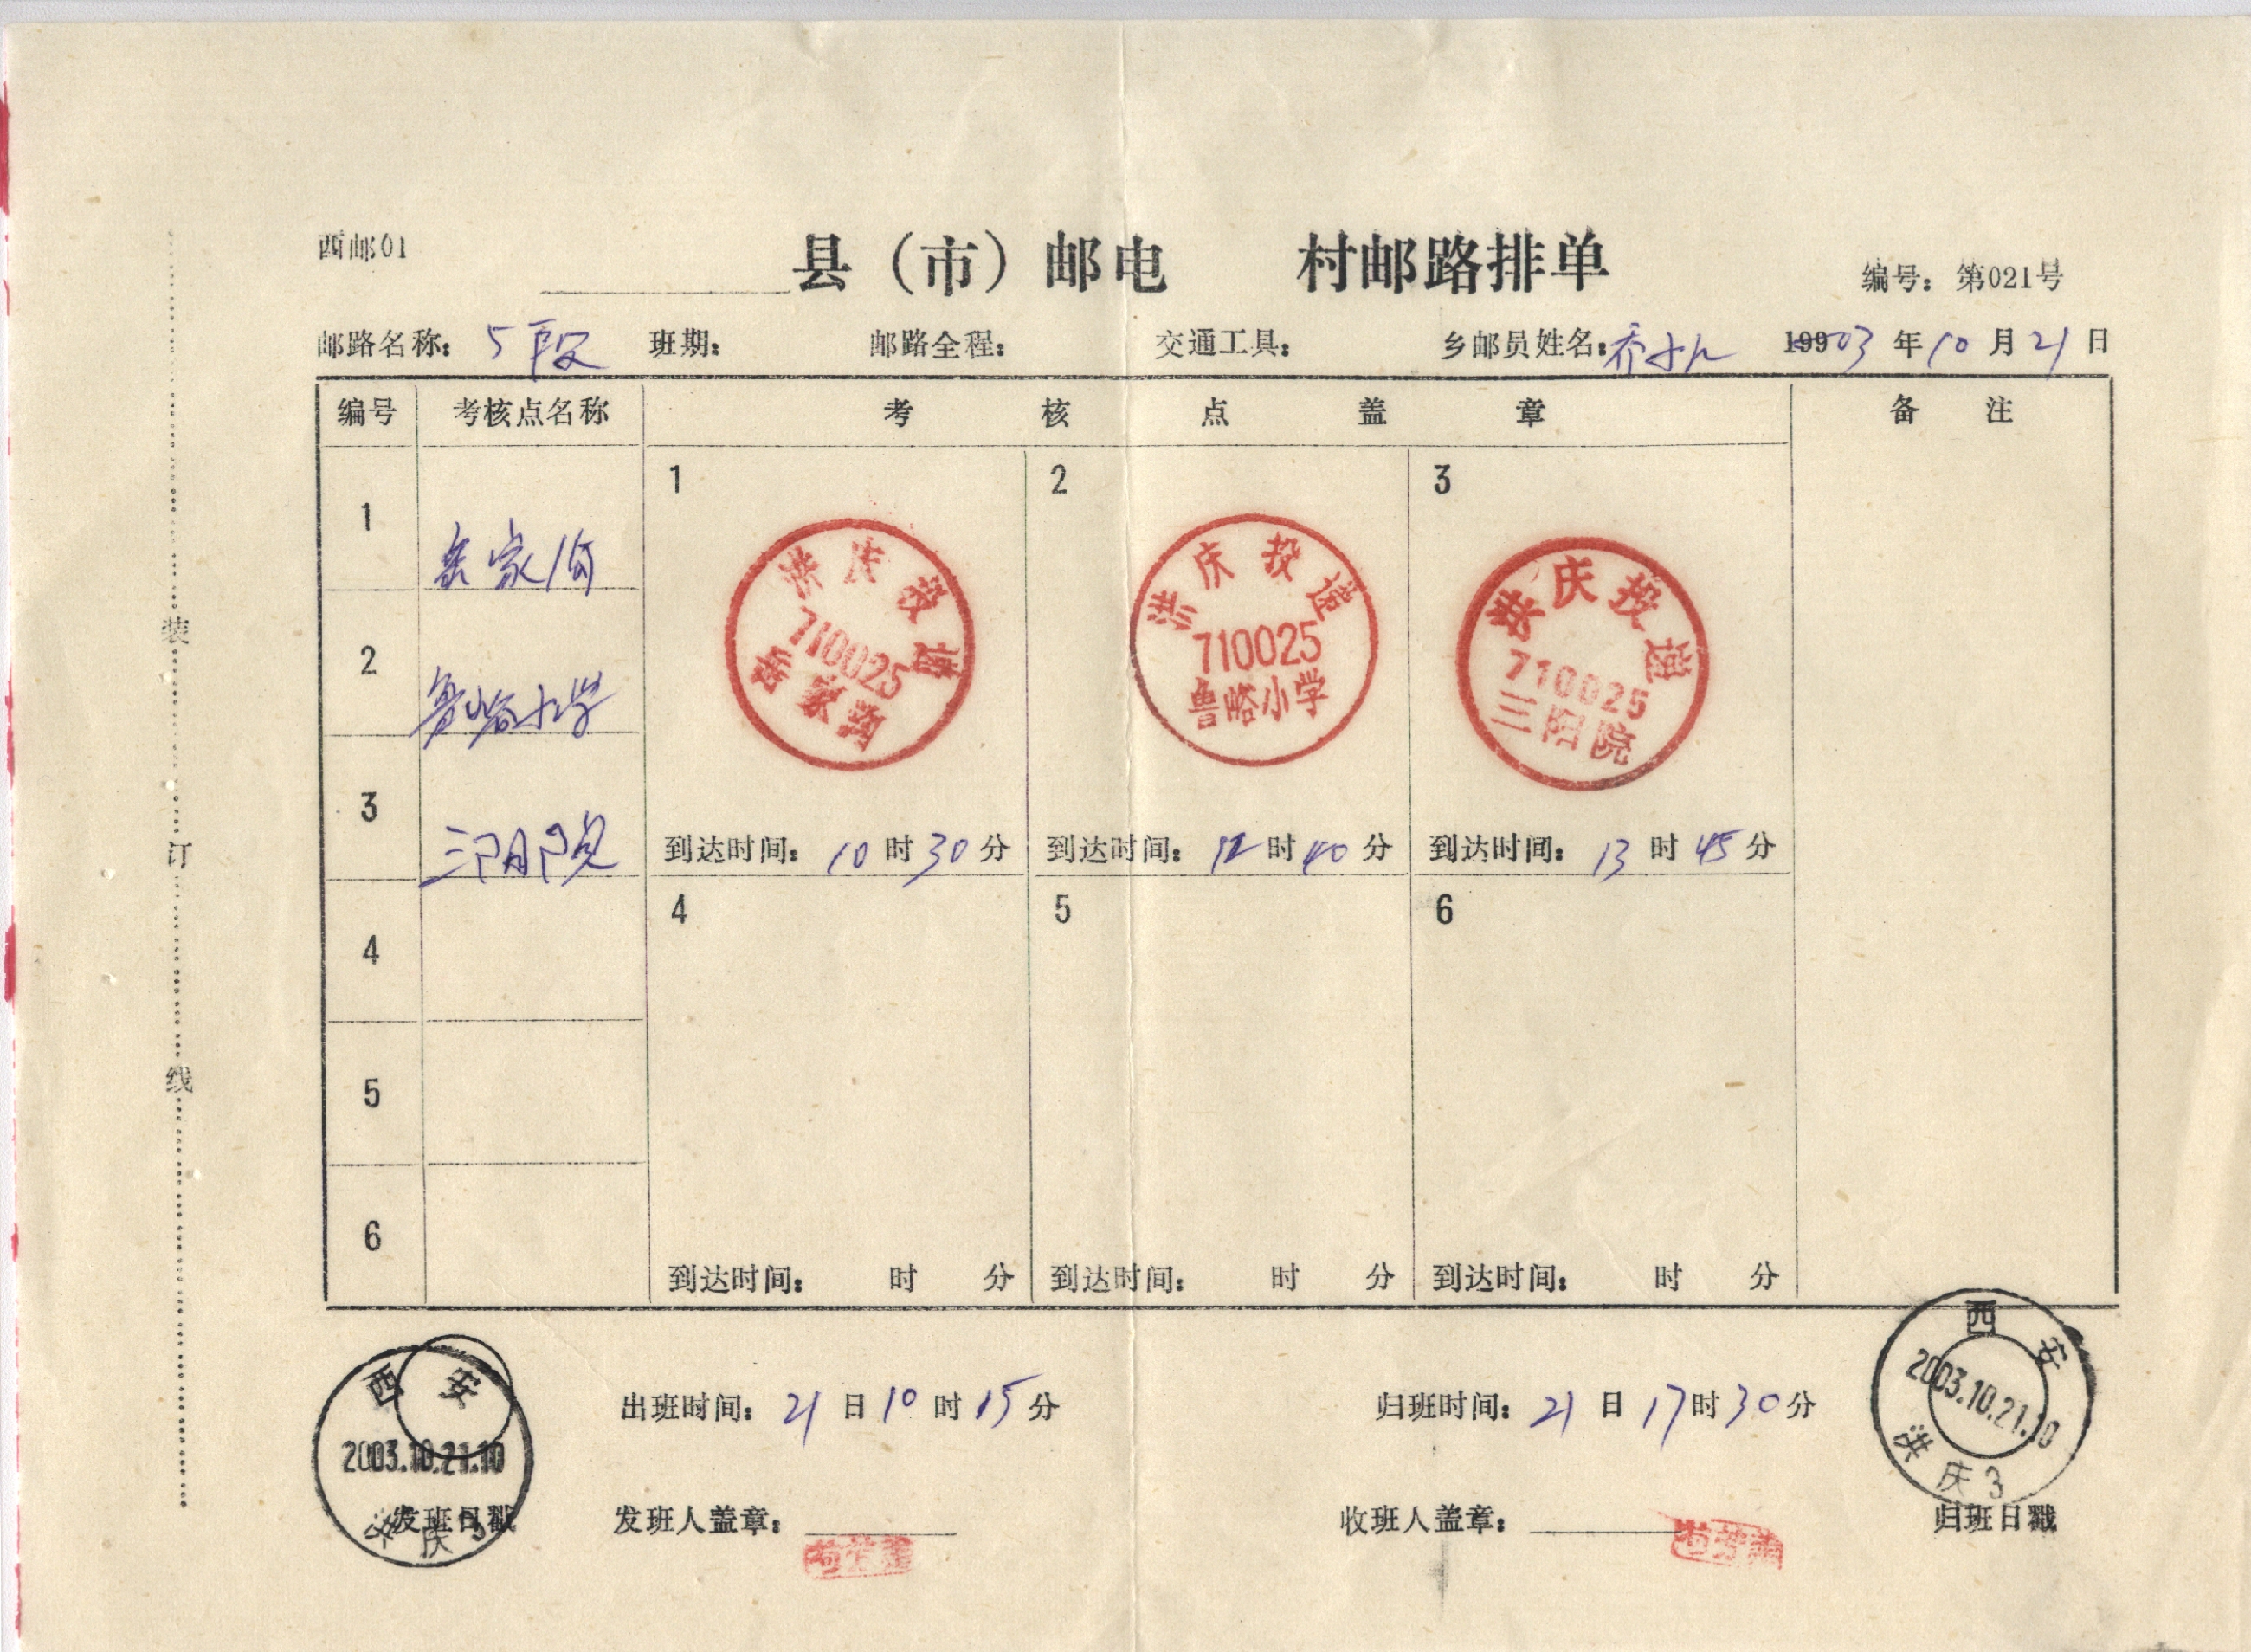 西邮01
县（市）邮电 村邮路排单
编号：第021号
邮路名称：5段 班期： 邮路全程： 交通工具： 乡邮员姓名：乔 19903年10月21日
编号 考核点名称 考核点盖章 备注
1 岳家沟
2 鲁峪小学
3 三阳院
4
5
6
1
洪庆投递
710025
岳家沟
到达时间：10时30分
2
洪庆投递
710025
鲁峪小学
到达时间：12时40分
3
洪庆投递
710025
三阳院
到达时间：13时45分
4
到达时间： 时 分
5
到达时间： 时 分
6
到达时间： 时 分
装订线
西安
2003.10.21.10
洪庆3
发班日戳
出班时间：21日10时15分
发班人盖章：
归班时间：21日17时30分
收班人盖章：
西安
2003.10.21.10
洪庆3
归班日戳